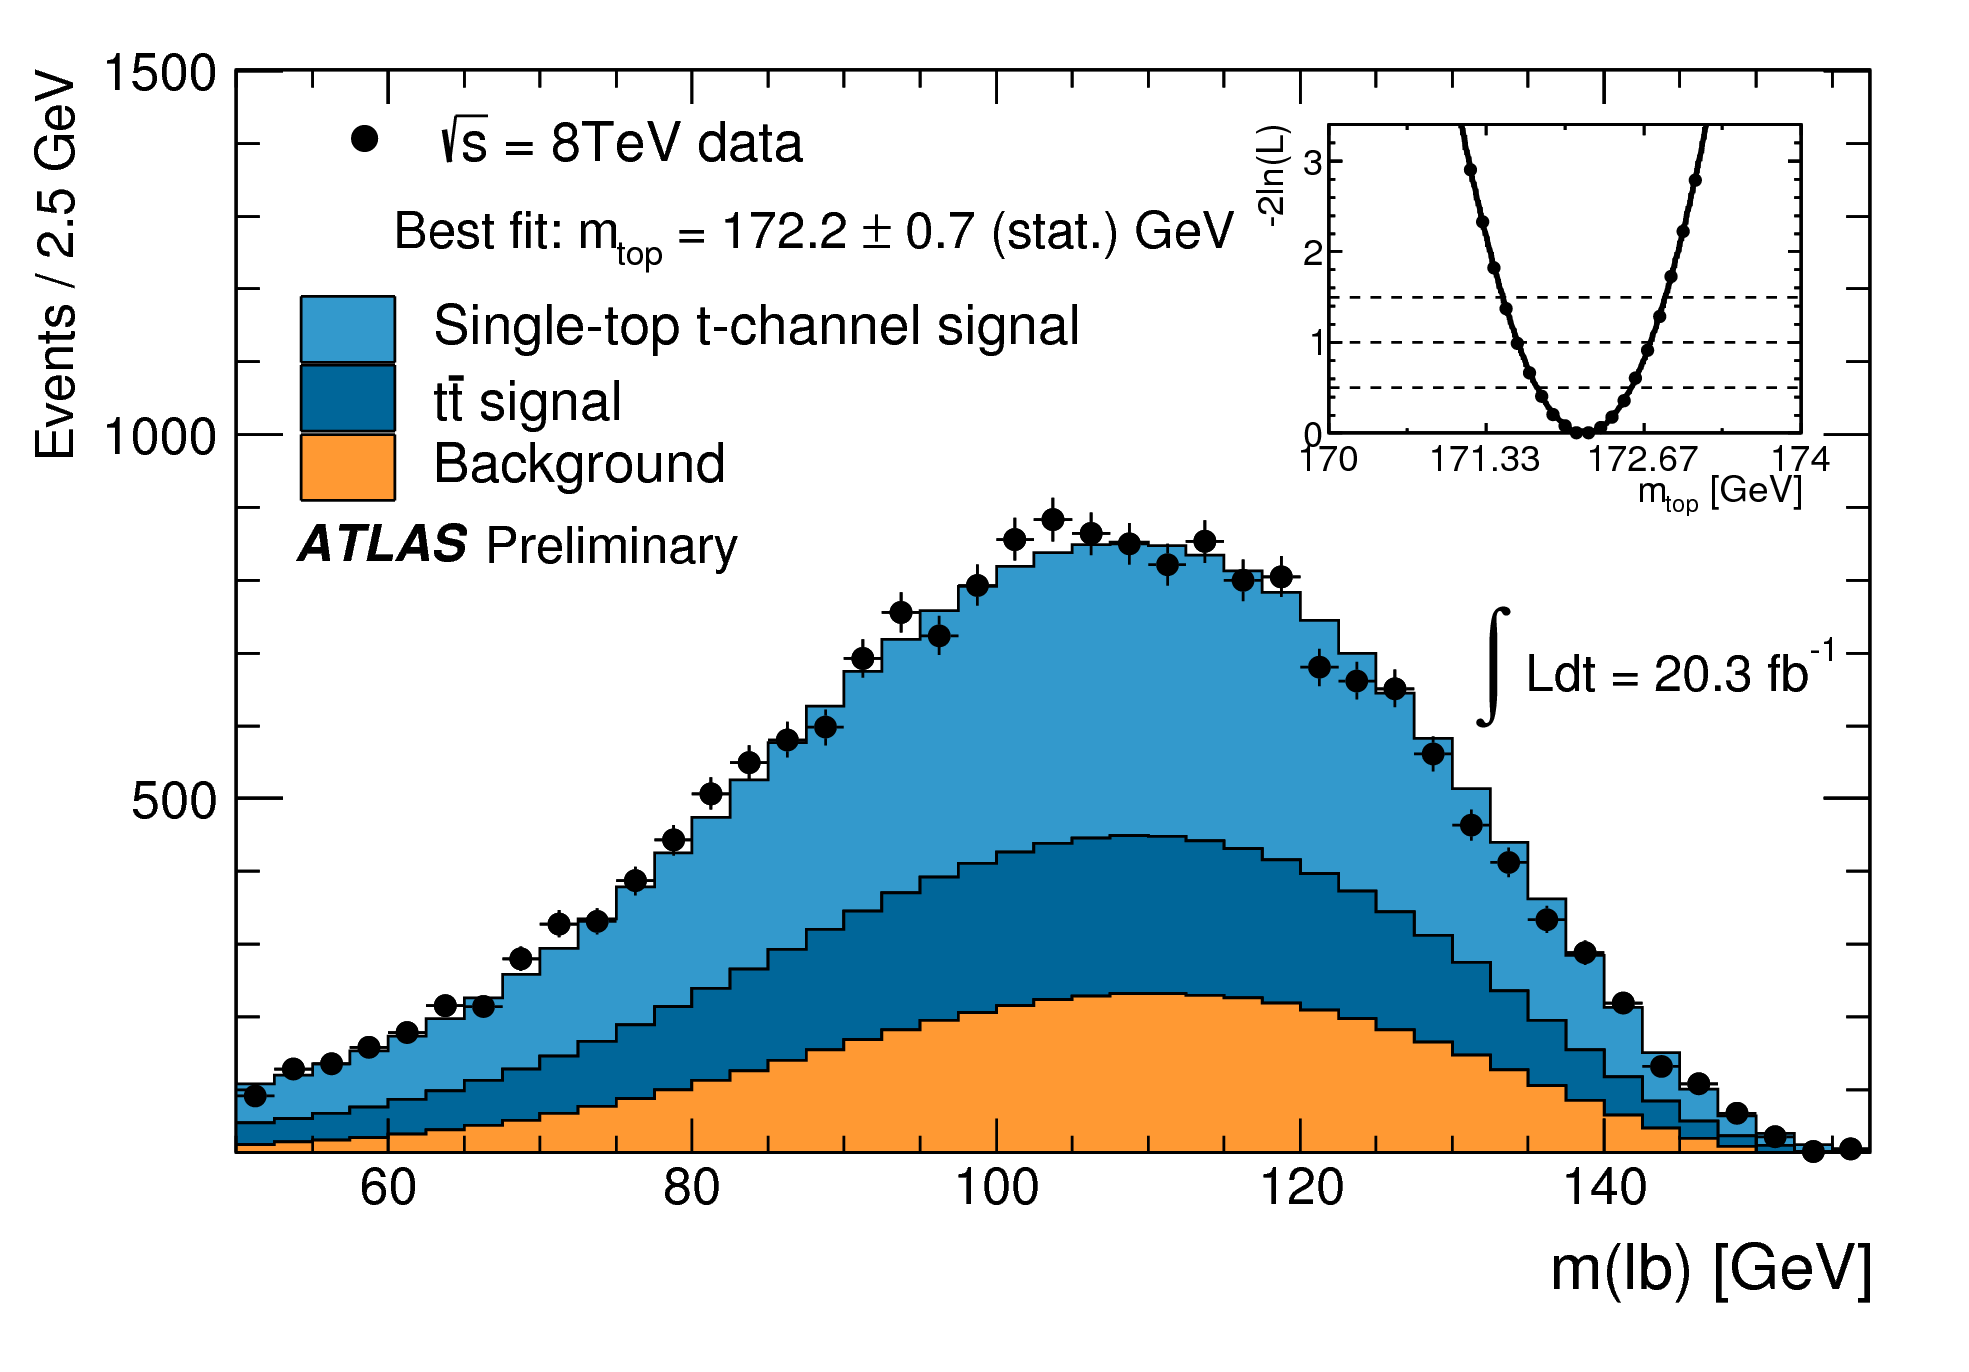 Events / 2.5 GeV
1500
1000
500
√s = 8TeV data
Best fit: m_top = 172.2 ± 0.7 (stat.) GeV
Single-top t-channel signal
tt̄ signal
Background
ATLAS Preliminary
-2ln(L)
3
2
1
0
170 171.33 172.67 174
m_top [GeV]
∫ Ldt = 20.3 fb⁻¹
60 80 100 120 140
m(lb) [GeV]